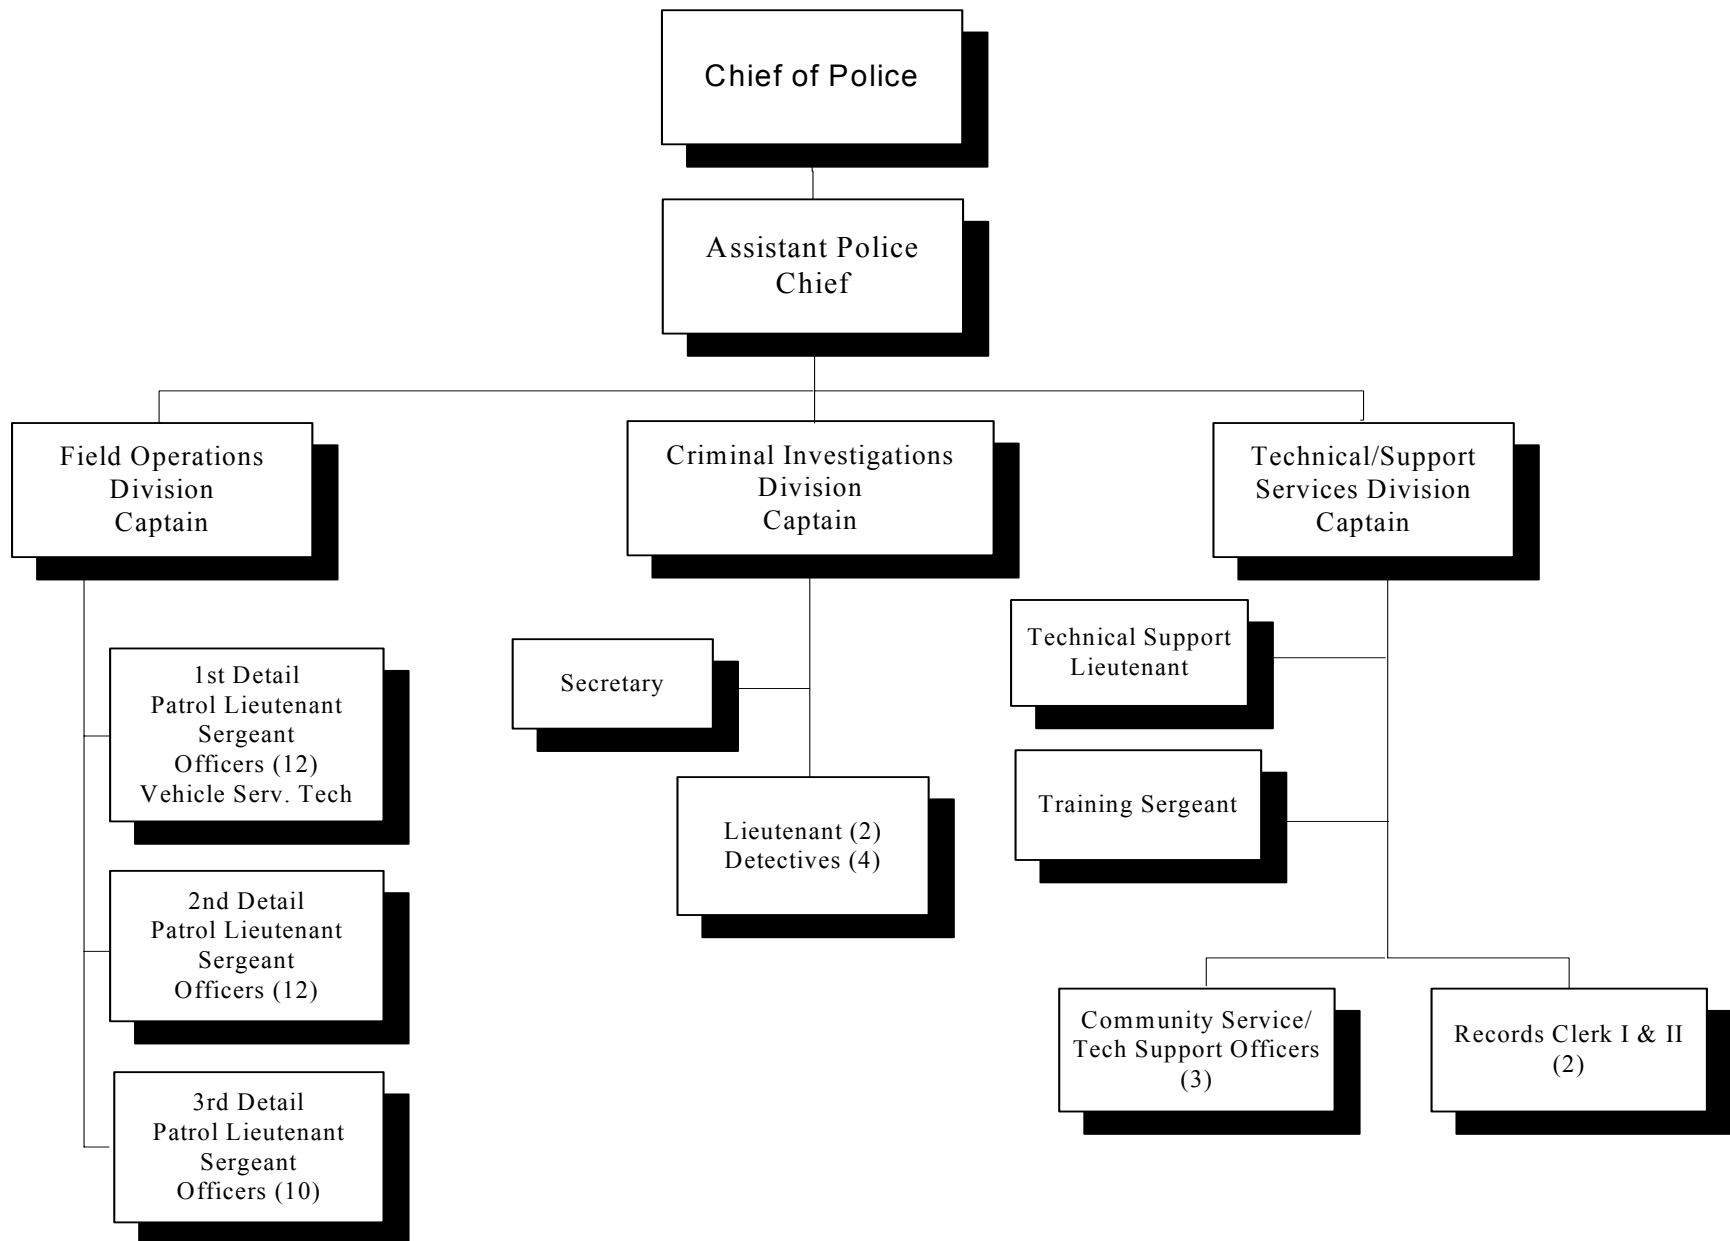 Chief of Police
Assistant Police
Chief
Field Operations
Division
Captain
Criminal Investigations
Division
Captain
Technical/Support
Services Division
Captain
1st Detail
Patrol Lieutenant
Sergeant
Officers (12)
Vehicle Serv. Tech
2nd Detail
Patrol Lieutenant
Sergeant
Officers (12)
3rd Detail
Patrol Lieutenant
Sergeant
Officers (10)
Secretary
Lieutenant (2)
Detectives (4)
Technical Support
Lieutenant
Training Sergeant
Community Service/
Tech Support Officers
(3)
Records Clerk I & II
(2)